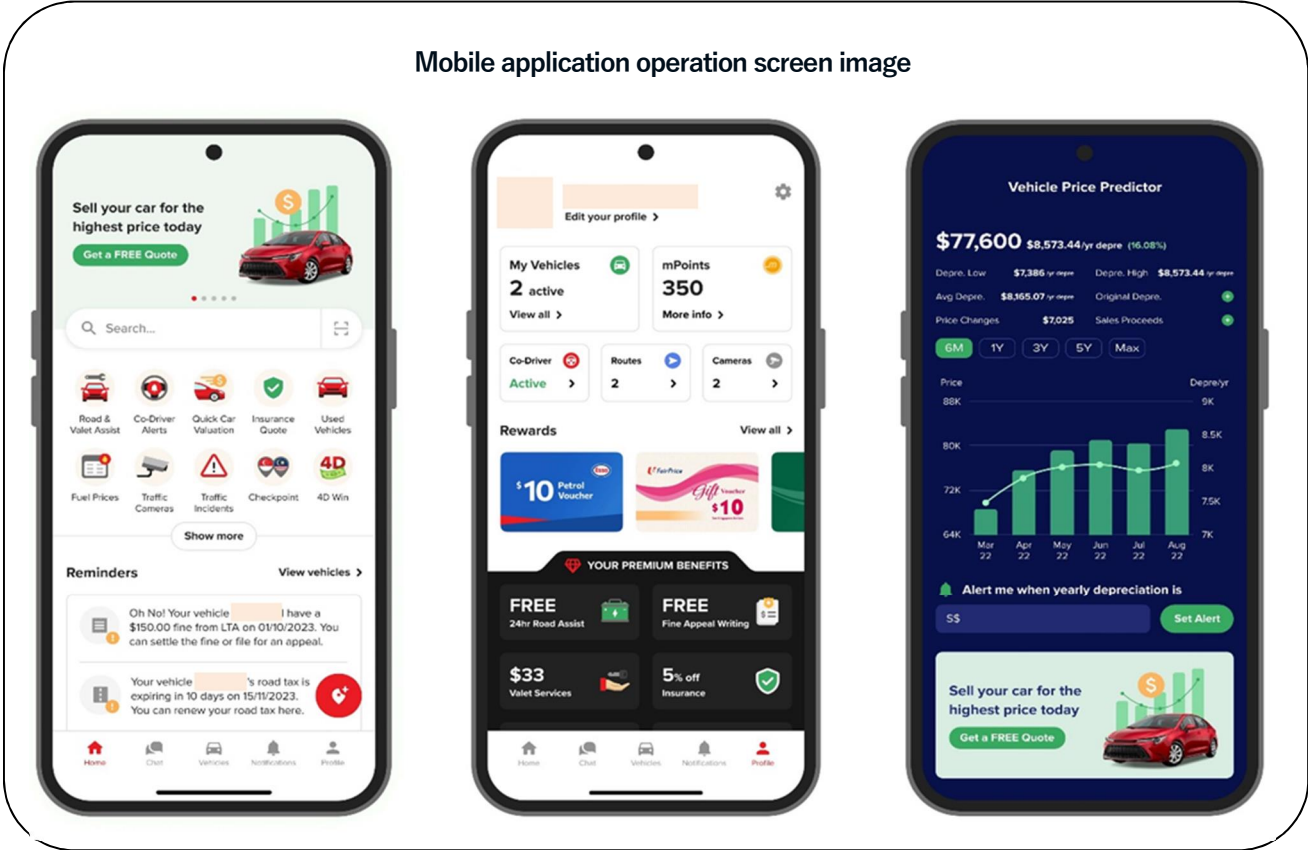 Mobile application operation screen image
Sell your car for the
highest price today
Get a FREE Quote
$
Search...
Road &
Valet Assist
Co-Driver
Alerts
Quick Car
Valuation
Insurance
Quote
Used
Vehicles
Fuel Prices
Traffic
Cameras
Traffic
Incidents
Checkpoint
4D
4D Win
Show more
Reminders
View vehicles >
Oh No! Your vehicle l have a
$150.00 fine from LTA on 01/10/2023. You
can settle the fine or file for an appeal.
Your vehicle 's road tax is
expiring in 10 days on 15/11/2023.
You can renew your road tax here.
Home
Chat
Vehicles
Notifications
Profile
Edit your profile >
My Vehicles
2 active
View all >
mPoints
350
More info >
Co-Driver
Active >
Routes
2 >
Cameras
2 >
Rewards
View all >
$10 Petrol
Voucher
Esso
FairPrice
Gift Voucher
$10
YOUR PREMIUM BENEFITS
FREE
24hr Road Assist
FREE
Fine Appeal Writing
$33
Valet Services
5% off
Insurance
Home
Chat
Vehicles
Notifications
Profile
Vehicle Price Predictor
$77,600 $8,573.44/yr depre (16.08%)
Depre. Low $7,386 /yr depre Depre. High $8,573.44 /yr depre
Avg Depre. $8,165.07 /yr depre Original Depre.
Price Changes $7,025 Sales Proceeds
6M 1Y 3Y 5Y Max
Price Depre/yr
88K 9K
80K 8.5K
8K
72K 7.5K
64K 7K
Mar
22
Apr
22
May
22
Jun
22
Jul
22
Aug
22
Alert me when yearly depreciation is
S$
Set Alert
Sell your car for the
highest price today
Get a FREE Quote
$